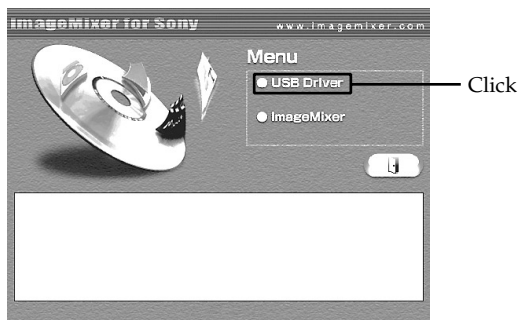 ImageMixer for Sony
www.imagemixer.com
Menu
USB Driver
Click
ImageMixer